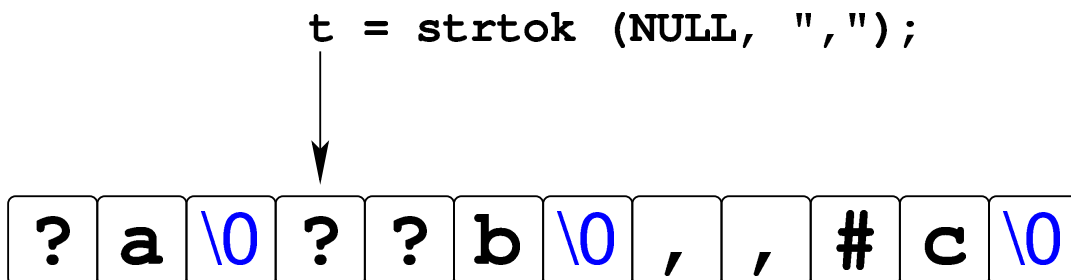 t = strtok (NULL, ",");
? a \0 ? ? b \0 , , # c \0